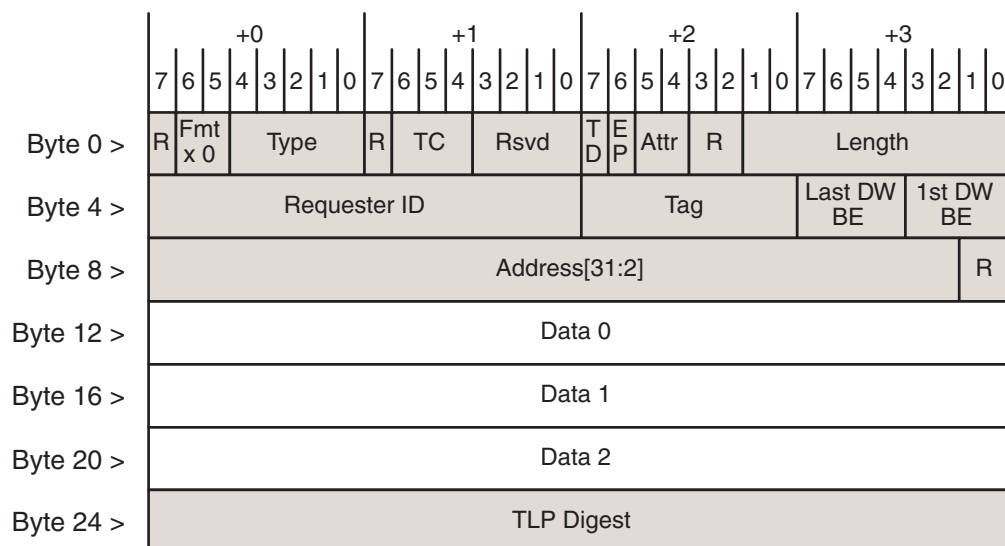 +0 +1 +2 +3
7 6 5 4 3 2 1 0 7 6 5 4 3 2 1 0 7 6 5 4 3 2 1 0 7 6 5 4 3 2 1 0
Byte 0 > R Fmt x 0 Type R TC Rsvd TD EP Attr R Length
Byte 4 > Requester ID Tag Last DW BE 1st DW BE
Byte 8 > Address[31:2] R
Byte 12 > Data 0
Byte 16 > Data 1
Byte 20 > Data 2
Byte 24 > TLP Digest